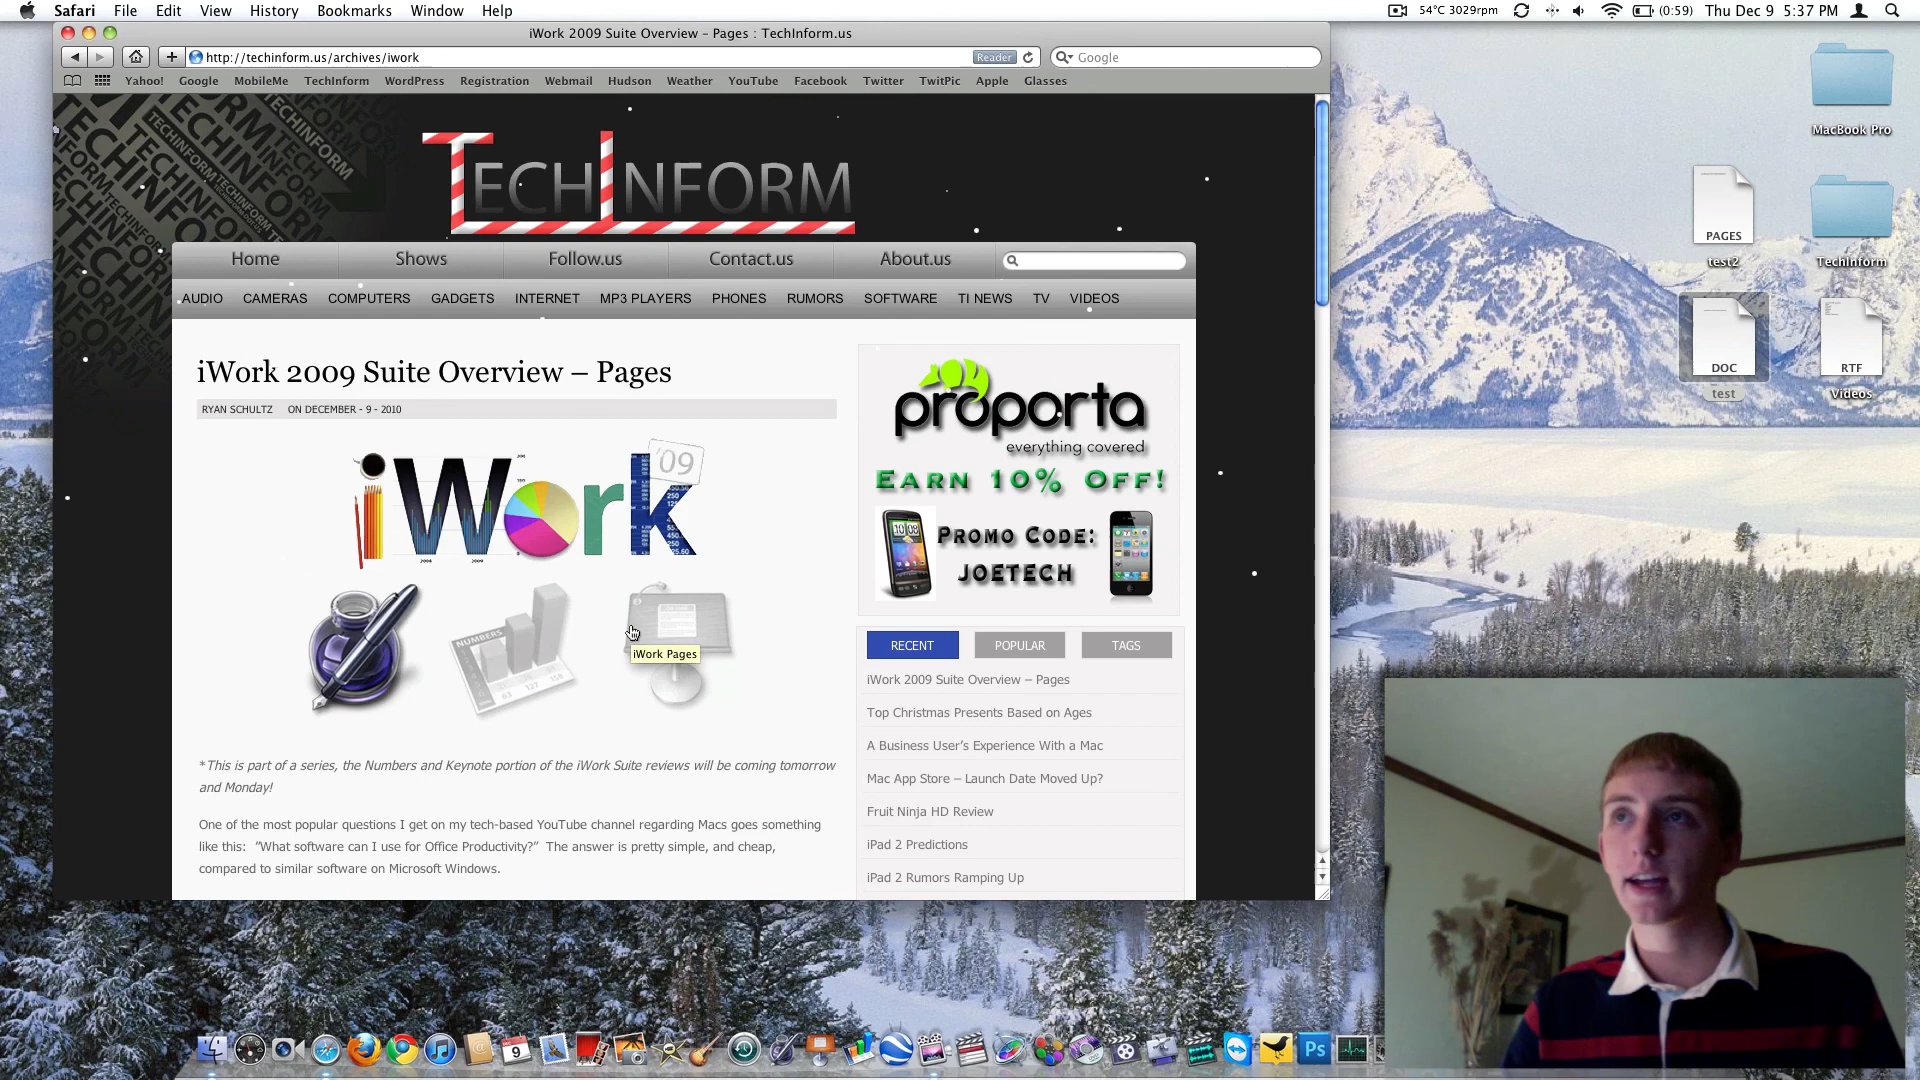 Safari File Edit View History Bookmarks Window Help
54°C 3029rpm (0:59) Thu Dec 9 5:37 PM
iWork 2009 Suite Overview – Pages : TechInform.us
http://techinform.us/archives/iwork Reader Google
Yahoo! Google MobileMe TechInform WordPress Registration Webmail Hudson Weather YouTube Facebook Twitter TwitPic Apple Glasses
TECHINFORM
Home Shows Follow.us Contact.us About.us
AUDIO CAMERAS COMPUTERS GADGETS INTERNET MP3 PLAYERS PHONES RUMORS SOFTWARE TI NEWS TV VIDEOS
iWork 2009 Suite Overview – Pages
RYAN SCHULTZ ON DECEMBER - 9 - 2010
iWork '09
NUMBERS
63 127 158
iWork Pages
*This is part of a series, the Numbers and Keynote portion of the iWork Suite reviews will be coming tomorrow
and Monday!
One of the most popular questions I get on my tech-based YouTube channel regarding Macs goes something
like this: "What software can I use for Office Productivity?" The answer is pretty simple, and cheap,
compared to similar software on Microsoft Windows.
proporta
everything covered
EARN 10% OFF!
PROMO CODE:
JOETECH
RECENT POPULAR TAGS
iWork 2009 Suite Overview – Pages
Top Christmas Presents Based on Ages
A Business User's Experience With a Mac
Mac App Store – Launch Date Moved Up?
Fruit Ninja HD Review
iPad 2 Predictions
iPad 2 Rumors Ramping Up
MacBook Pro
PAGES
test2
TechInform
DOC
test
RTF
Videos
9
Ps